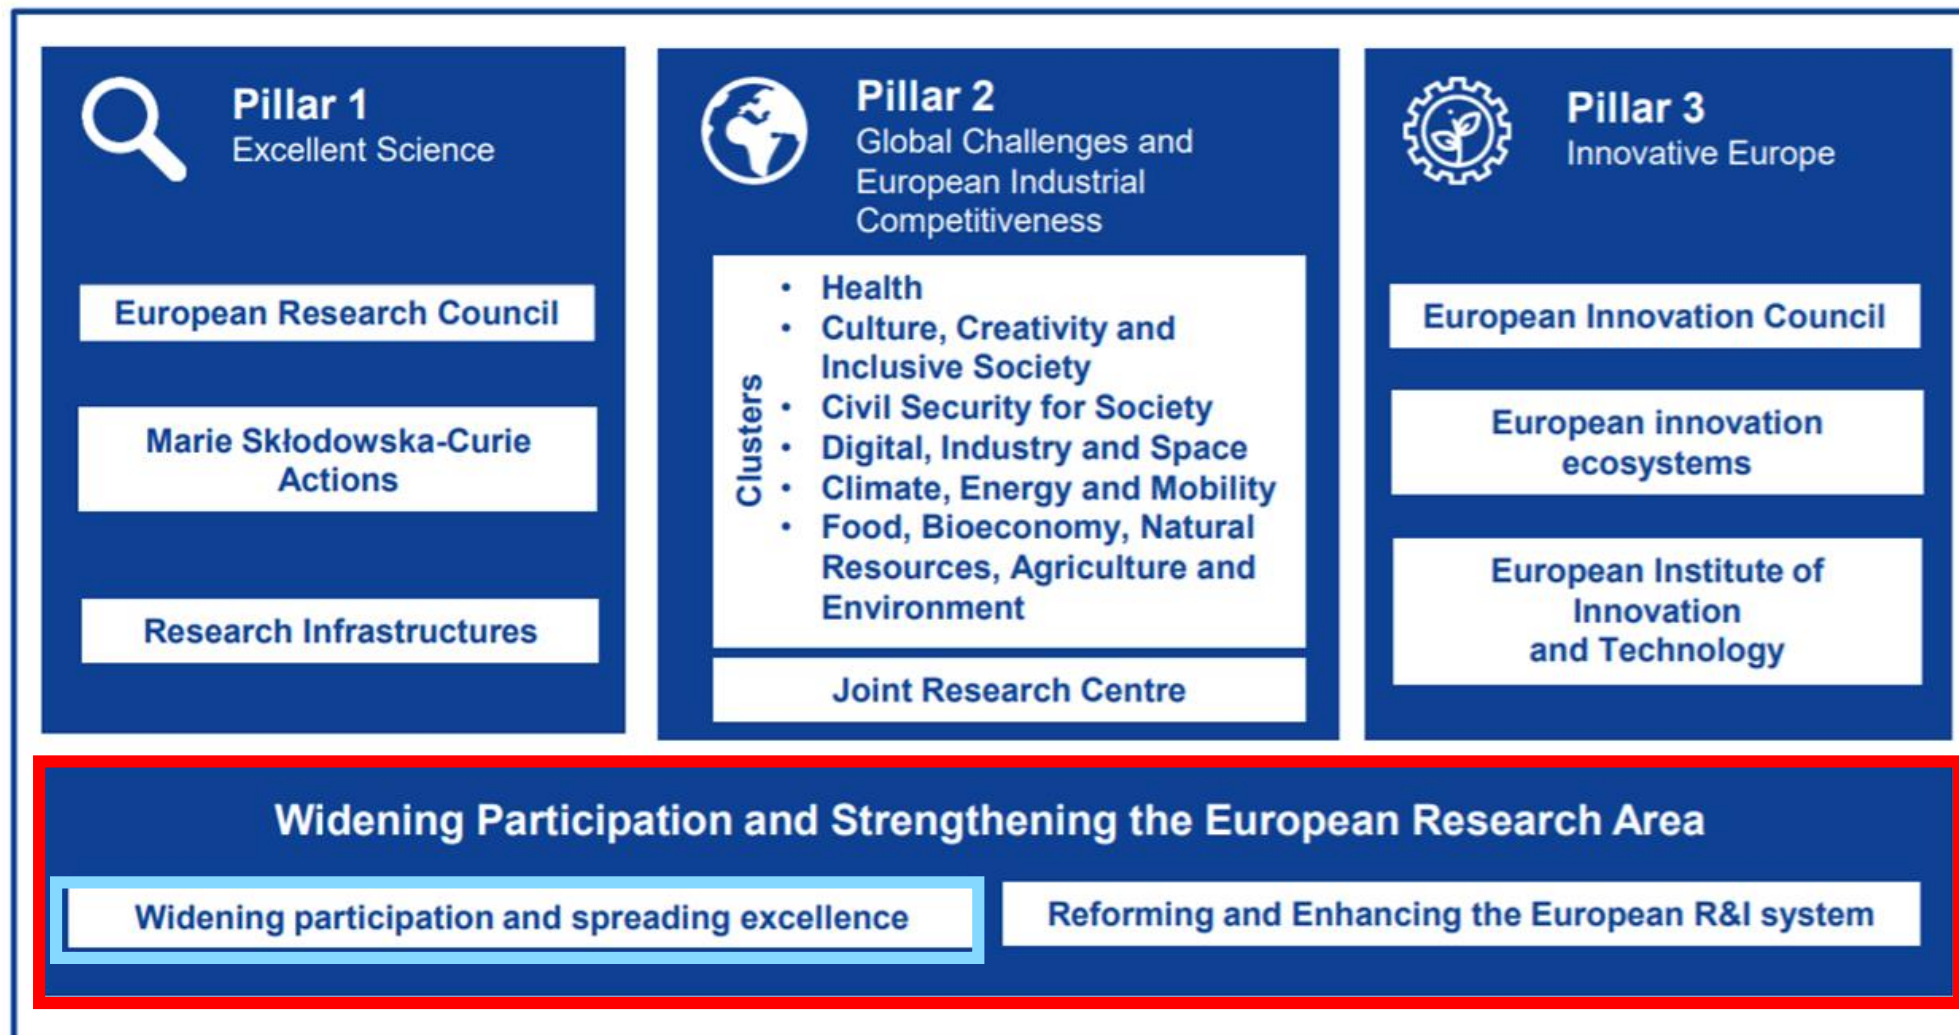 Pillar 1
Excellent Science
European Research Council
Marie Skłodowska-Curie
Actions
Research Infrastructures
Pillar 2
Global Challenges and
European Industrial
Competitiveness
Clusters
• Health
• Culture, Creativity and
Inclusive Society
• Civil Security for Society
• Digital, Industry and Space
• Climate, Energy and Mobility
• Food, Bioeconomy, Natural
Resources, Agriculture and
Environment
Joint Research Centre
Pillar 3
Innovative Europe
European Innovation Council
European innovation
ecosystems
European Institute of
Innovation
and Technology
Widening Participation and Strengthening the European Research Area
Widening participation and spreading excellence
Reforming and Enhancing the European R&I system